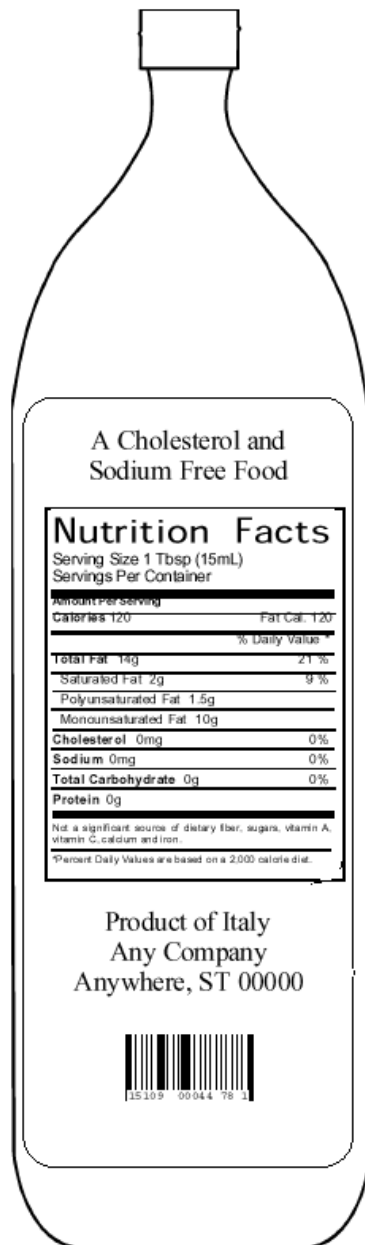 A Cholesterol and
Sodium Free Food
Nutrition Facts
Serving Size 1 Tbsp (15mL)
Servings Per Container
Amount Per Serving
Calories 120 Fat Cal. 120
% Daily Value *
Total Fat 14g 21 %
Saturated Fat 2g 9 %
Polyunsaturated Fat 1.5g
Monounsaturated Fat 10g
Cholesterol 0mg 0%
Sodium 0mg 0%
Total Carbohydrate 0g 0%
Protein 0g
Not a significant source of dietary fiber, sugars, vitamin A,
vitamin C, calcium and iron.
*Percent Daily Values are based on a 2,000 calorie diet.
Product of Italy
Any Company
Anywhere, ST 00000
15109 00044 78 1